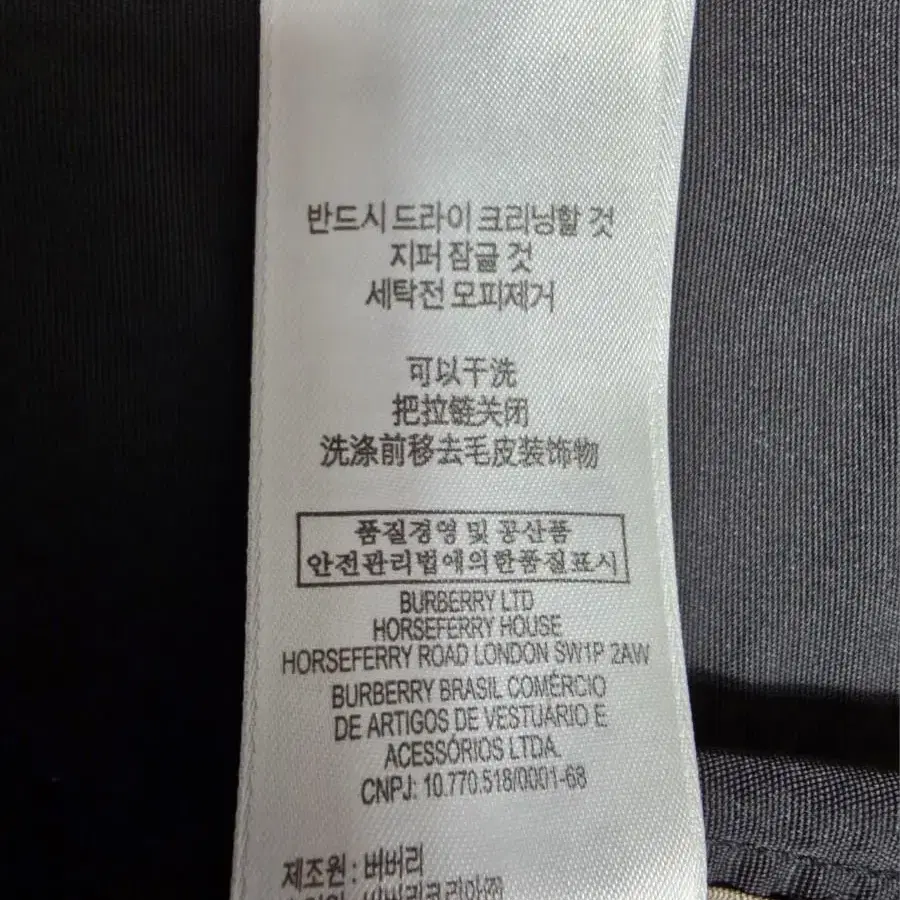 반드시 드라이 크리닝할 것
지퍼 잠글 것
세탁전 모피제거
可以干洗
把拉链关闭
洗涤前移去毛皮装饰物
품질경영 및 공산품
안전관리법에의한품질표시
BURBERRY LTD
HORSEFERRY HOUSE
HORSEFERRY ROAD LONDON SW1P 2AW
BURBERRY BRASIL COMÉRCIO
DE ARTIGOS DE VESTUÁRIO E
ACESSÓRIOS LTDA.
CNPJ: 10.770.518/0001-68
제조원 : 버버리